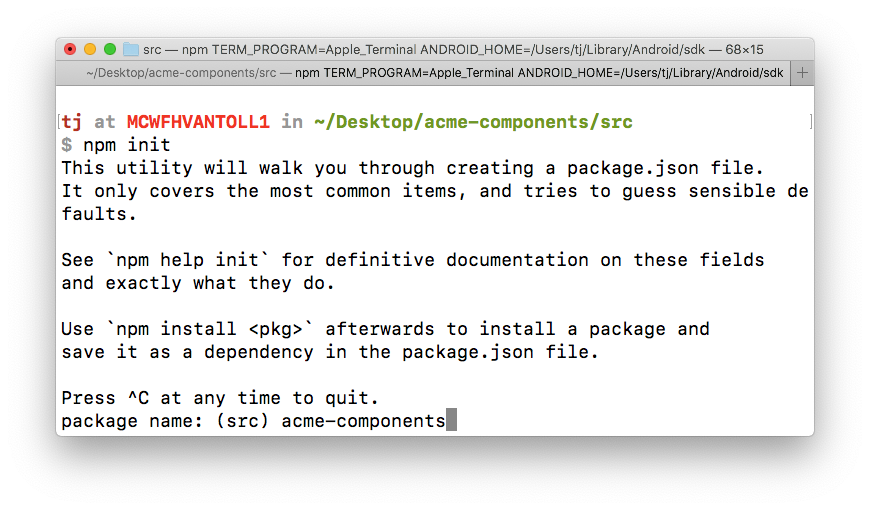 src — npm TERM_PROGRAM=Apple_Terminal ANDROID_HOME=/Users/tj/Library/Android/sdk — 68×15
~/Desktop/acme-components/src — npm TERM_PROGRAM=Apple_Terminal ANDROID_HOME=/Users/tj/Library/Android/sdk +
[tj at MCWFHVANTOLL1 in ~/Desktop/acme-components/src ]
$ npm init
This utility will walk you through creating a package.json file.
It only covers the most common items, and tries to guess sensible de
faults.
See `npm help init` for definitive documentation on these fields
and exactly what they do.
Use `npm install <pkg>` afterwards to install a package and
save it as a dependency in the package.json file.
Press ^C at any time to quit.
package name: (src) acme-components